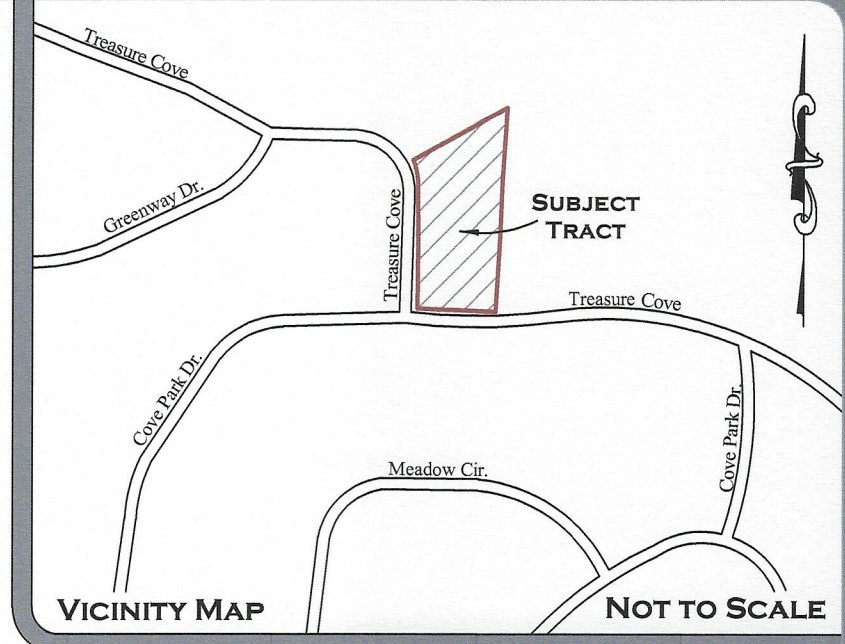 Treasure Cove
Greenway Dr.
Treasure Cove
SUBJECT
TRACT
Treasure Cove
Cove Park Dr.
Cove Park Dr.
Meadow Cir.
VICINITY MAP
NOT TO SCALE